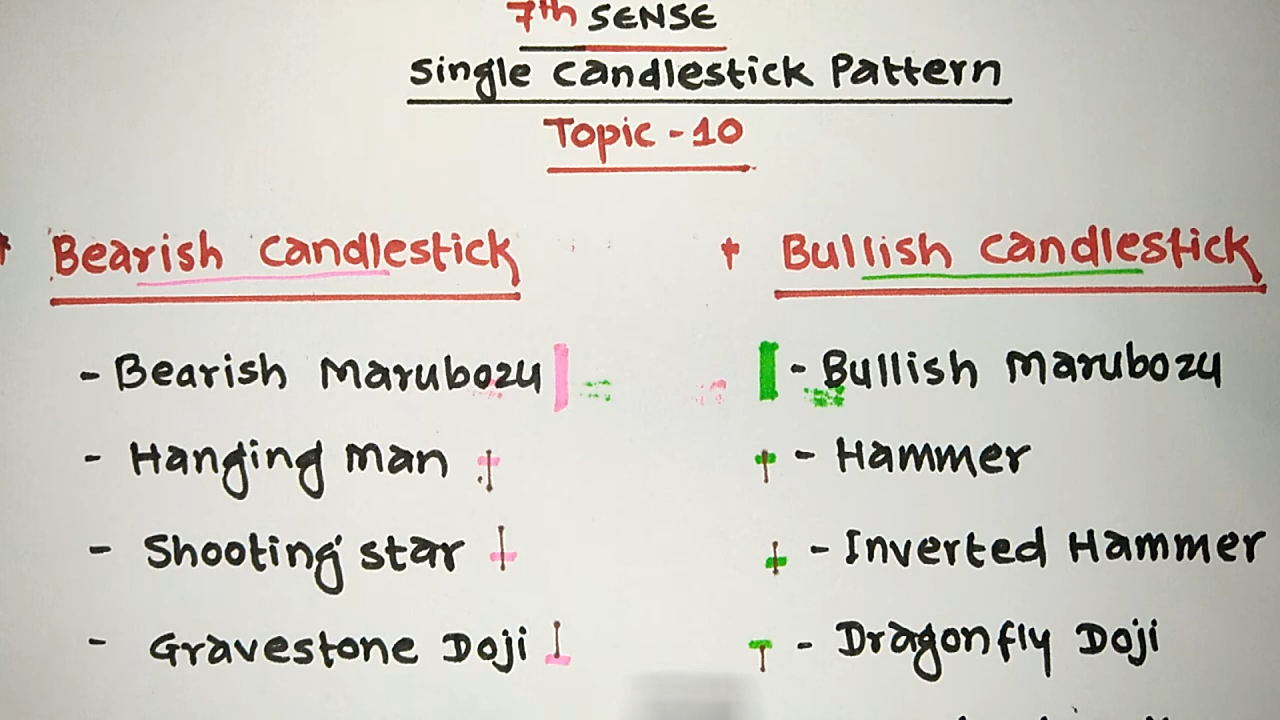 7th SENSE
Single Candlestick Pattern
Topic - 10
Bearish Candlestick
- Bearish Marubozu
- Hanging Man
- Shooting star
- Gravestone Doji
Bullish Candlestick
- Bullish Marubozu
- Hammer
- Inverted Hammer
- Dragonfly Doji